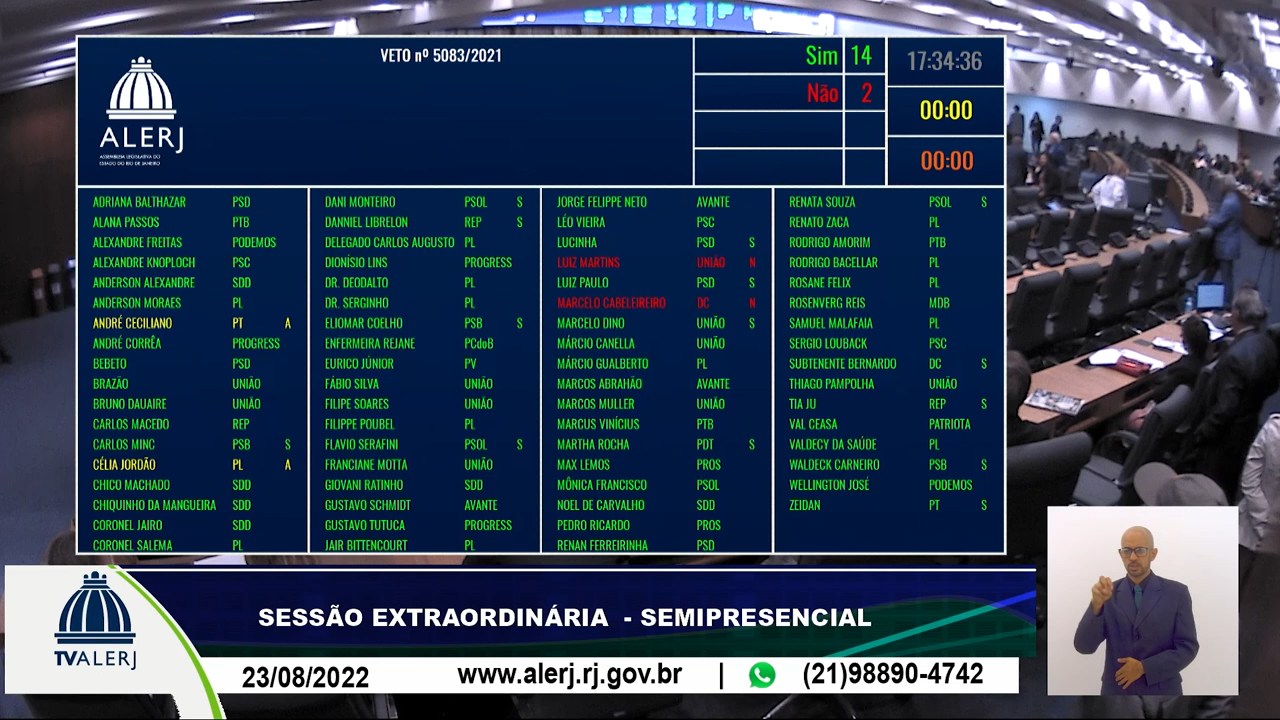 VETO nº 5083/2021
Sim 14
Não 2
17:34:36
00:00
00:00
ALERJ
ASSEMBLEIA LEGISLATIVA DO
ESTADO DO RIO DE JANEIRO
ADRIANA BALTHAZAR PSD
ALANA PASSOS PTB
ALEXANDRE FREITAS PODEMOS
ALEXANDRE KNOPLOCH PSC
ANDERSON ALEXANDRE SDD
ANDERSON MORAES PL
ANDRÉ CECILIANO PT A
ANDRÉ CORRÊA PROGRESS
BEBETO PSD
BRAZÃO UNIÃO
BRUNO DAUAIRE UNIÃO
CARLOS MACEDO REP
CARLOS MINC PSB S
CÉLIA JORDÃO PL A
CHICO MACHADO SDD
CHIQUINHO DA MANGUEIRA SDD
CORONEL JAIRO SDD
CORONEL SALEMA PL
DANI MONTEIRO PSOL S
DANNIEL LIBRELON REP S
DELEGADO CARLOS AUGUSTO PL
DIONÍSIO LINS PROGRESS
DR. DEODALTO PL
DR. SERGINHO PL
ELIOMAR COELHO PSB S
ENFERMEIRA REJANE PCdoB
EURICO JÚNIOR PV
FÁBIO SILVA UNIÃO
FILIPE SOARES UNIÃO
FILIPPE POUBEL PL
FLAVIO SERAFINI PSOL S
FRANCIANE MOTTA UNIÃO
GIOVANI RATINHO SDD
GUSTAVO SCHMIDT AVANTE
GUSTAVO TUTUCA PROGRESS
JAIR BITTENCOURT PL
JORGE FELIPPE NETO AVANTE
LÉO VIEIRA PSC
LUCINHA PSD S
LUIZ MARTINS UNIÃO N
LUIZ PAULO PSD S
MARCELO CABELEIREIRO DC N
MARCELO DINO UNIÃO S
MÁRCIO CANELLA UNIÃO
MÁRCIO GUALBERTO PL
MARCOS ABRAHÃO AVANTE
MARCOS MULLER UNIÃO
MARCUS VINÍCIUS PTB
MARTHA ROCHA PDT S
MAX LEMOS PROS
MÔNICA FRANCISCO PSOL
NOEL DE CARVALHO SDD
PEDRO RICARDO PROS
RENAN FERREIRINHA PSD
RENATA SOUZA PSOL S
RENATO ZACA PL
RODRIGO AMORIM PTB
RODRIGO BACELLAR PL
ROSANE FELIX PL
ROSENVERG REIS MDB
SAMUEL MALAFAIA PL
SERGIO LOUBACK PSC
SUBTENENTE BERNARDO DC S
THIAGO PAMPOLHA UNIÃO
TIA JU REP S
VAL CEASA PATRIOTA
VALDECY DA SAÚDE PL
WALDECK CARNEIRO PSB S
WELLINGTON JOSÉ PODEMOS
ZEIDAN PT S
TVALERJ
SESSÃO EXTRAORDINÁRIA - SEMIPRESENCIAL
23/08/2022 www.alerj.rj.gov.br | (21)98890-4742